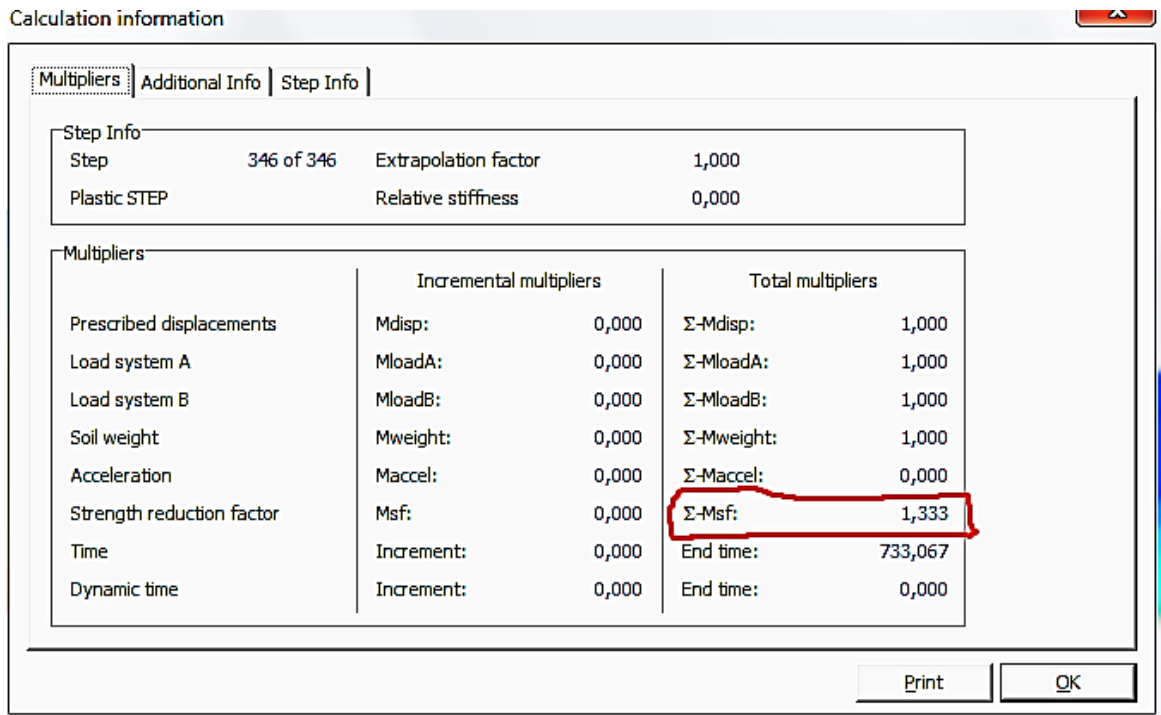 Calculation information
Multipliers Additional Info Step Info
Step Info
Step 346 of 346 Extrapolation factor 1,000
Plastic STEP Relative stiffness 0,000
Multipliers
Incremental multipliers Total multipliers
Prescribed displacements Mdisp: 0,000 Σ-Mdisp: 1,000
Load system A MloadA: 0,000 Σ-MloadA: 1,000
Load system B MloadB: 0,000 Σ-MloadB: 1,000
Soil weight Mweight: 0,000 Σ-Mweight: 1,000
Acceleration Maccel: 0,000 Σ-Maccel: 0,000
Strength reduction factor Msf: 0,000 Σ-Msf: 1,333
Time Increment: 0,000 End time: 733,067
Dynamic time Increment: 0,000 End time: 0,000
Print OK